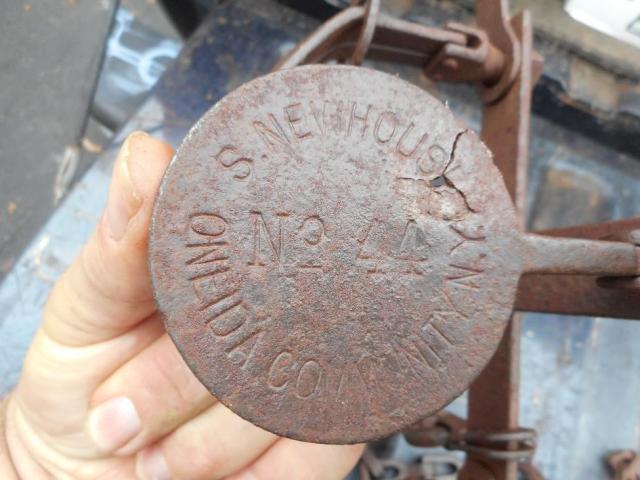 S. NEWHOUSE
No 44
ONEIDA COMMUNITY. N.Y.